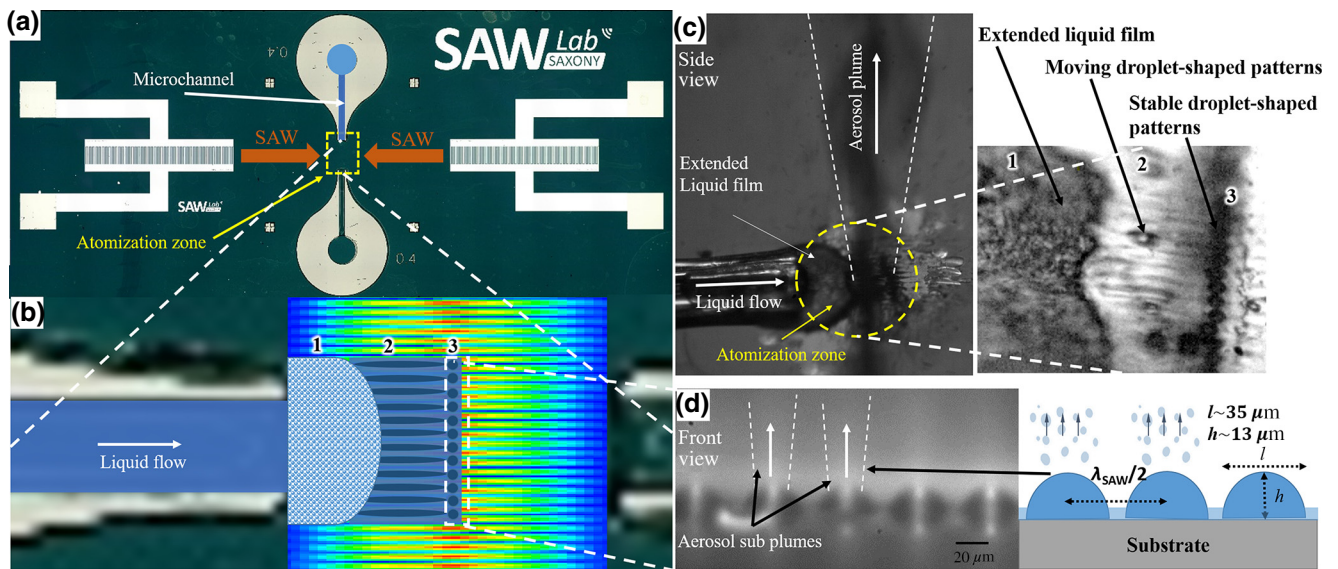 (a)
0.4
SAW Lab
SAXONY
Microchannel
SAW
SAW
SAW Lab
Atomization zone
0.4
(b)
1 2 3
Liquid flow
(c)
Side
view
Aerosol plume
Extended
Liquid film
Liquid flow
Atomization zone
Extended liquid film
Moving droplet-shaped patterns
Stable droplet-shaped
patterns
1 2 3
(d)
Front
view
Aerosol sub plumes
20 μm
l~35 μm
h~13 μm
λSAW/2
l
h
Substrate